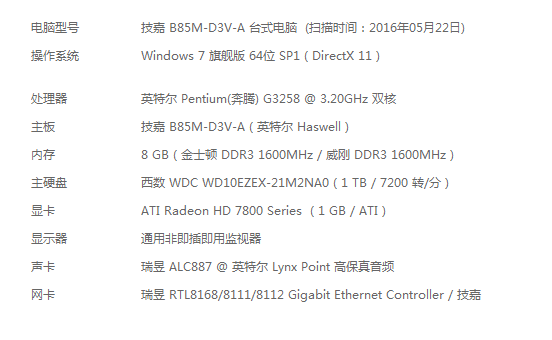 电脑型号 技嘉 B85M-D3V-A 台式电脑 (扫描时间：2016年05月22日)
操作系统 Windows 7 旗舰版 64位 SP1 ( DirectX 11 )
处理器 英特尔 Pentium(奔腾) G3258 @ 3.20GHz 双核
主板 技嘉 B85M-D3V-A ( 英特尔 Haswell )
内存 8 GB ( 金士顿 DDR3 1600MHz / 威刚 DDR3 1600MHz )
主硬盘 西数 WDC WD10EZEX-21M2NA0 ( 1 TB / 7200 转/分 )
显卡 ATI Radeon HD 7800 Series ( 1 GB / ATI )
显示器 通用非即插即用监视器
声卡 瑞昱 ALC887 @ 英特尔 Lynx Point 高保真音频
网卡 瑞昱 RTL8168/8111/8112 Gigabit Ethernet Controller / 技嘉